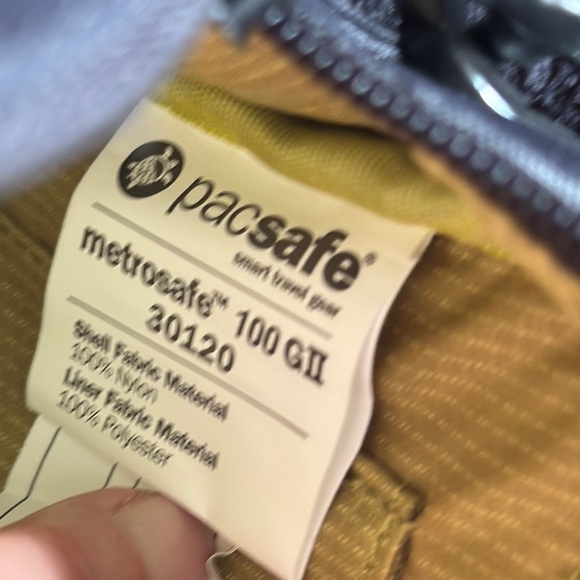 pacsafe®
smart travel gear
metrosafe™ 100 GII
30120
Shell Fabric Material
100% Nylon
Liner Fabric Material
100% Polyester